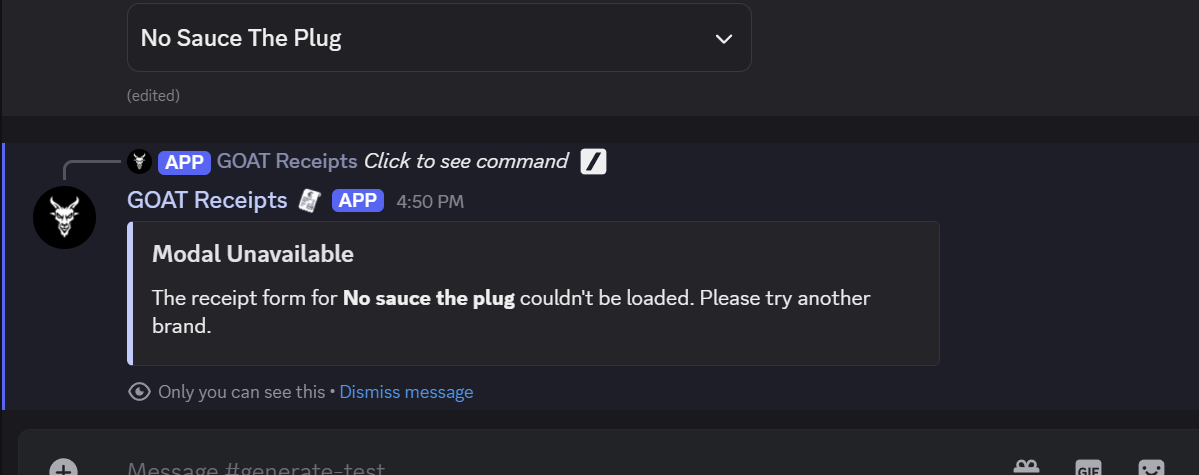 No Sauce The Plug
(edited)
APP GOAT Receipts Click to see command
GOAT Receipts APP 4:50 PM
Modal Unavailable
The receipt form for No sauce the plug couldn't be loaded. Please try another
brand.
Only you can see this • Dismiss message
Message #generate-test
GIF